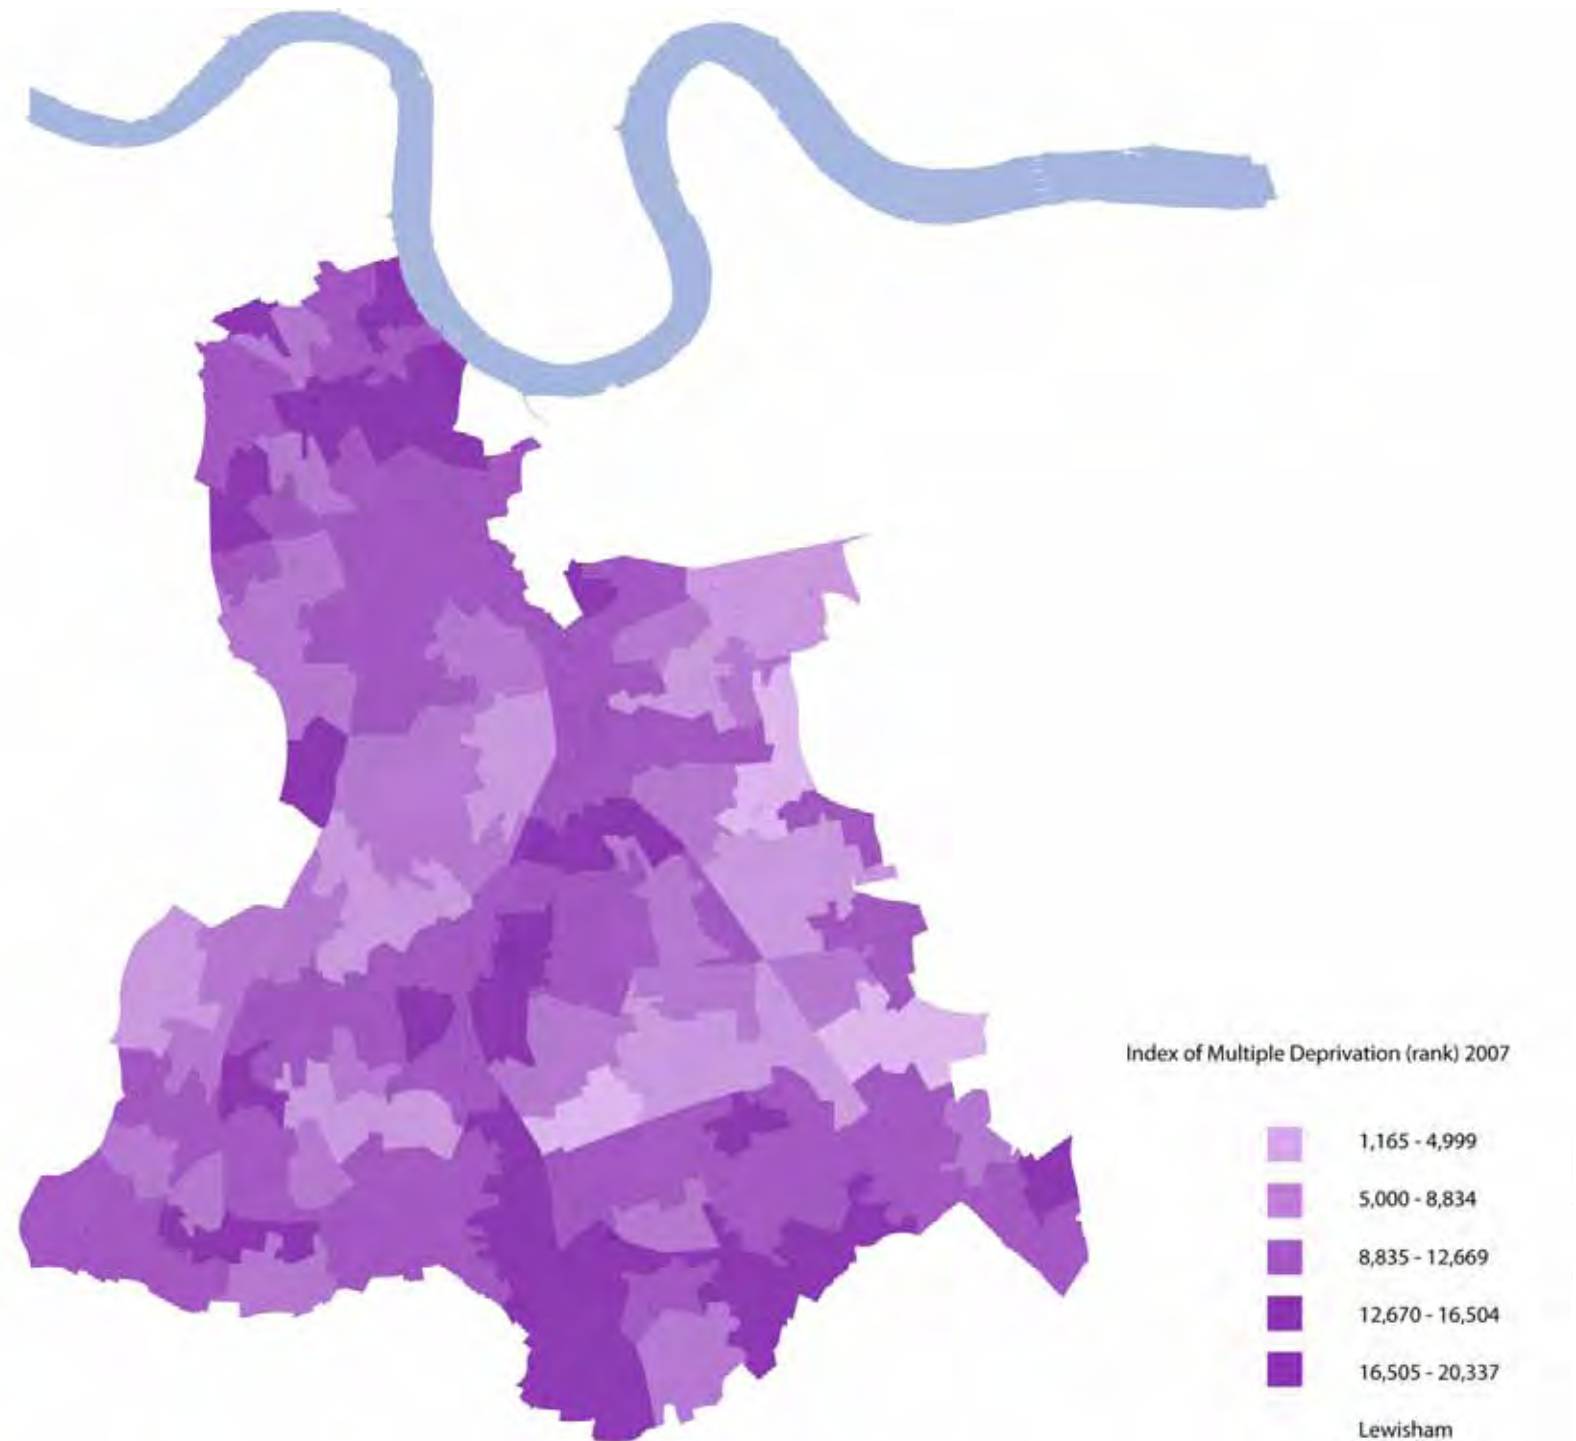 Index of Multiple Deprivation (rank) 2007
1,165 - 4,999
5,000 - 8,834
8,835 - 12,669
12,670 - 16,504
16,505 - 20,337
Lewisham